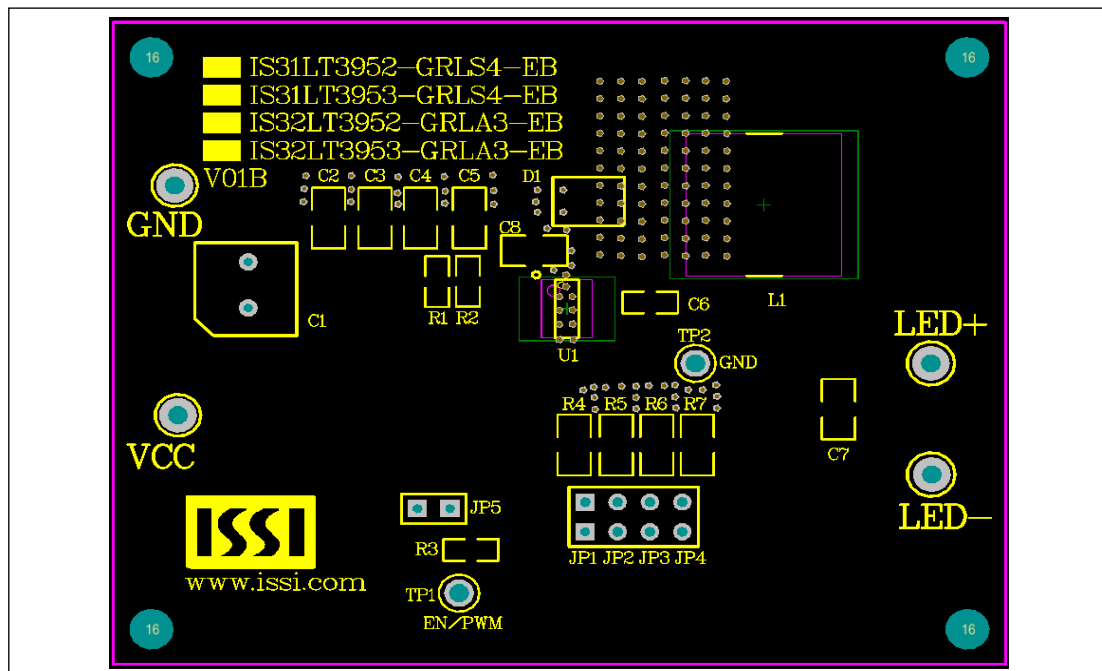 16
16
IS31LT3952-GRLS4-EB
IS31LT3953-GRLS4-EB
IS32LT3952-GRLA3-EB
IS32LT3953-GRLA3-EB
V01B
C2 C3 C4 C5 D1
GND
C8
C1
R1 R2
C6
L1
U1
TP2
GND
LED+
R4 R5 R6 R7
VCC
C7
LED-
ISSI
JP5
www.issi.com
R3
JP1 JP2 JP3 JP4
TP1
EN/PWM
16
16